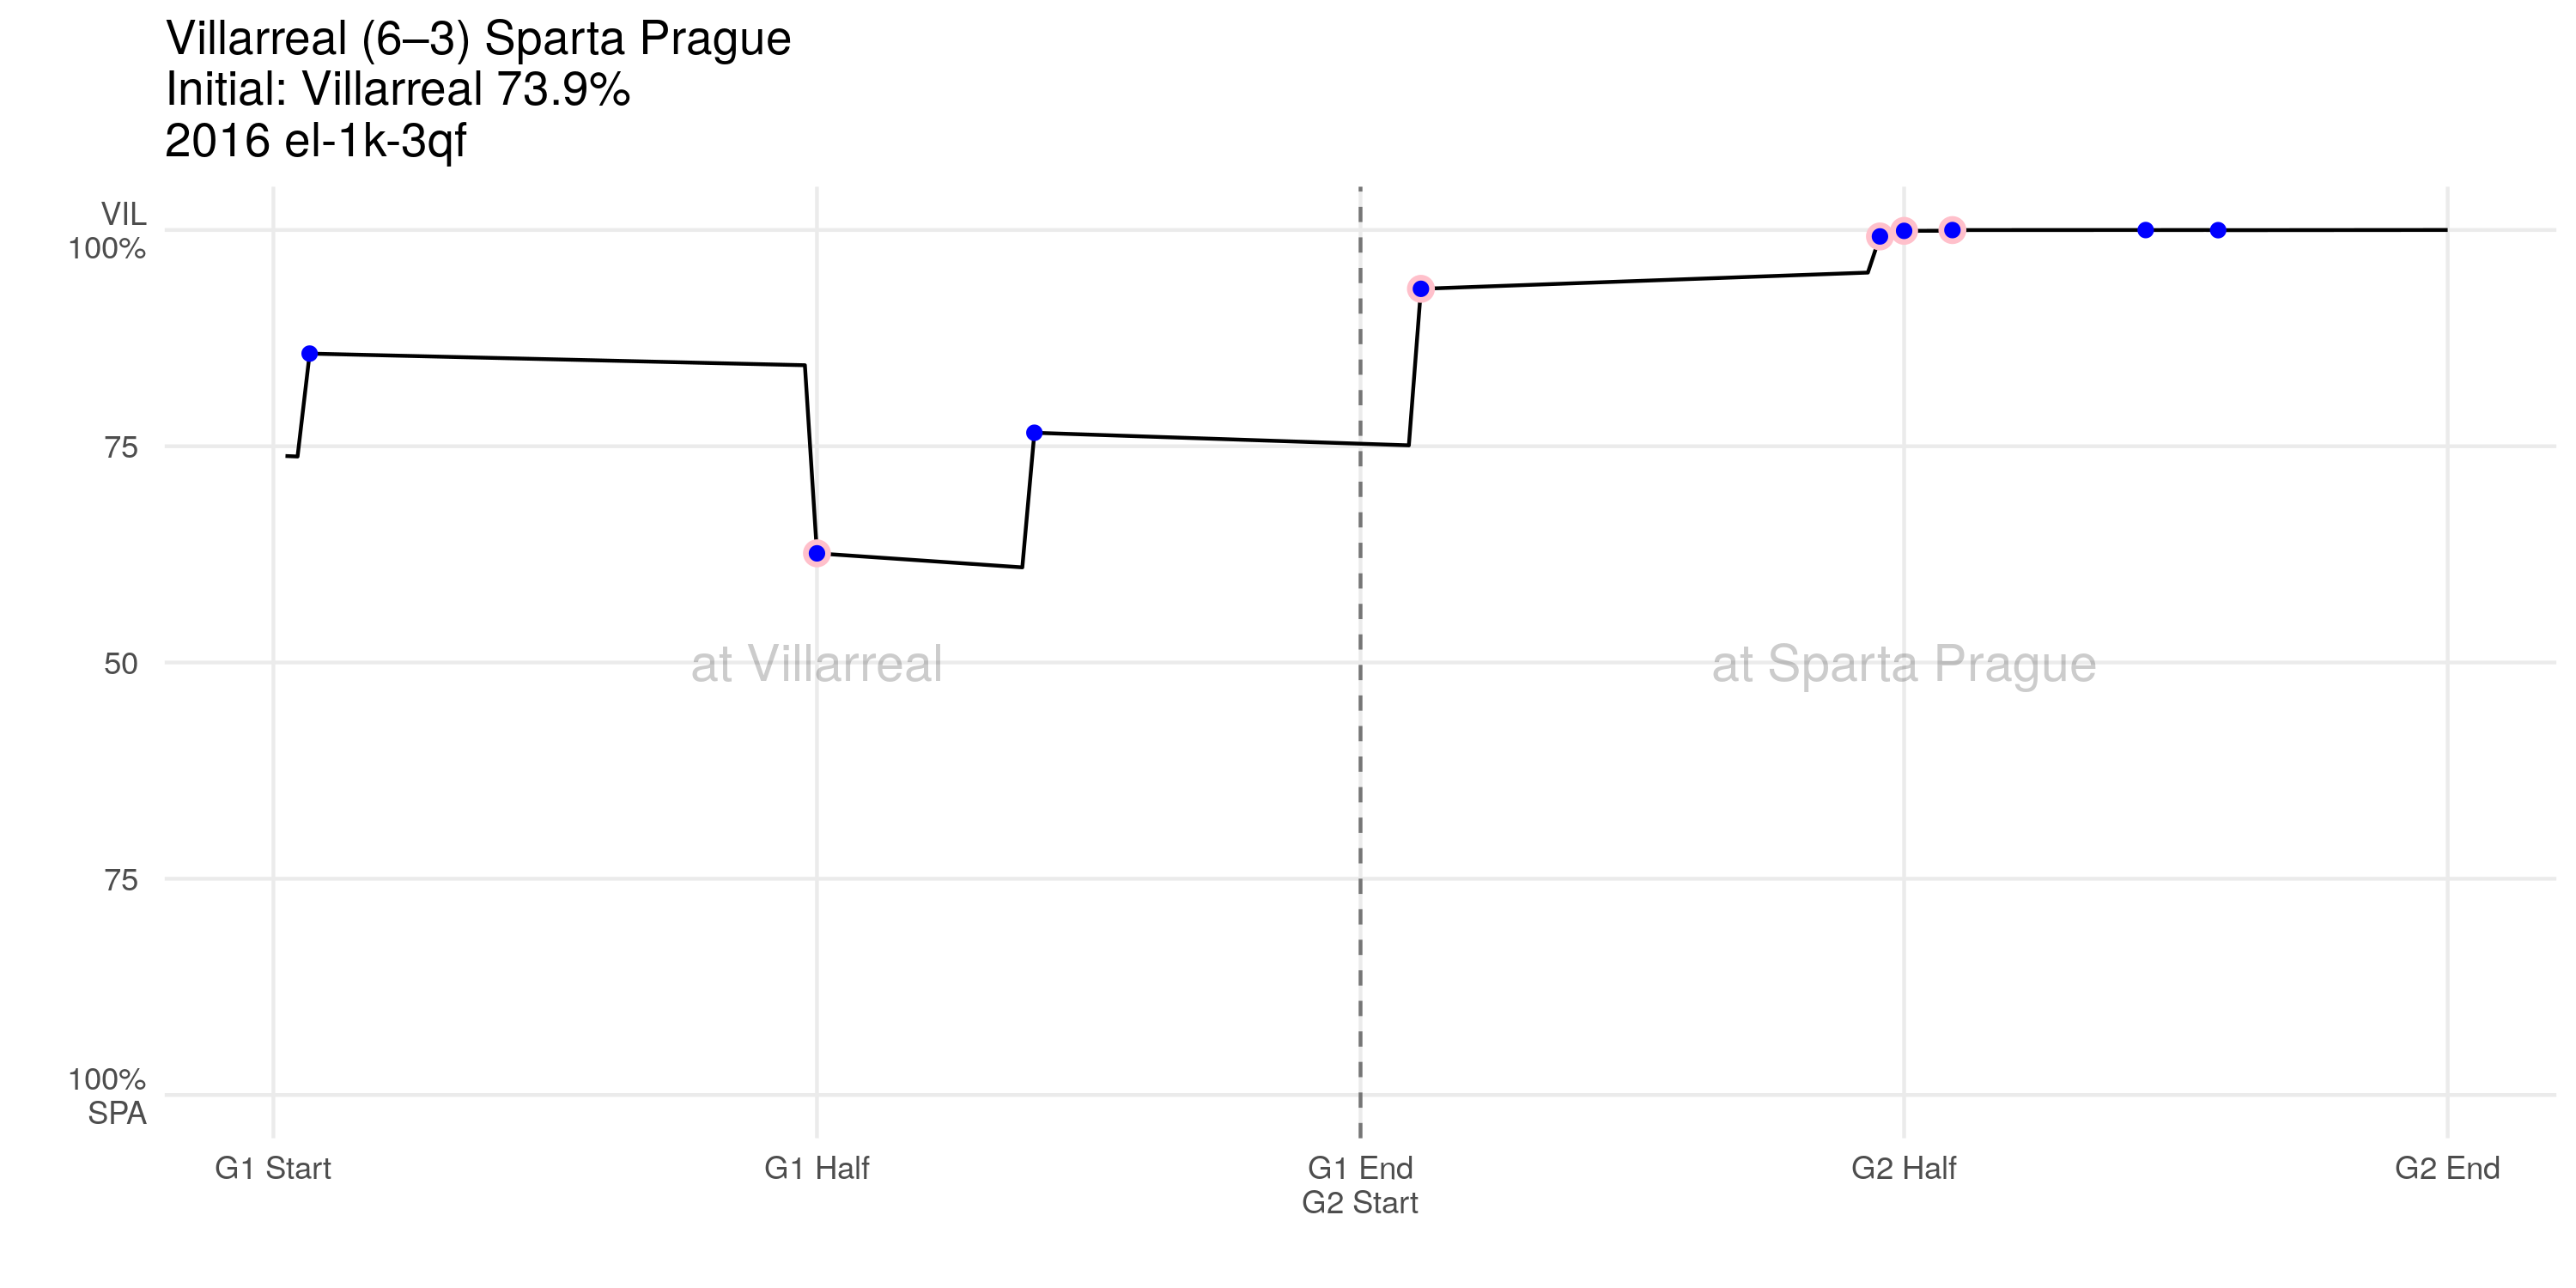 Villarreal (6–3) Sparta Prague
Initial: Villarreal 73.9%
2016 el-1k-3qf
VIL
100%
75
50
75
100%
SPA
at Villarreal
at Sparta Prague
G1 Start
G1 Half
G1 End
G2 Start
G2 Half
G2 End